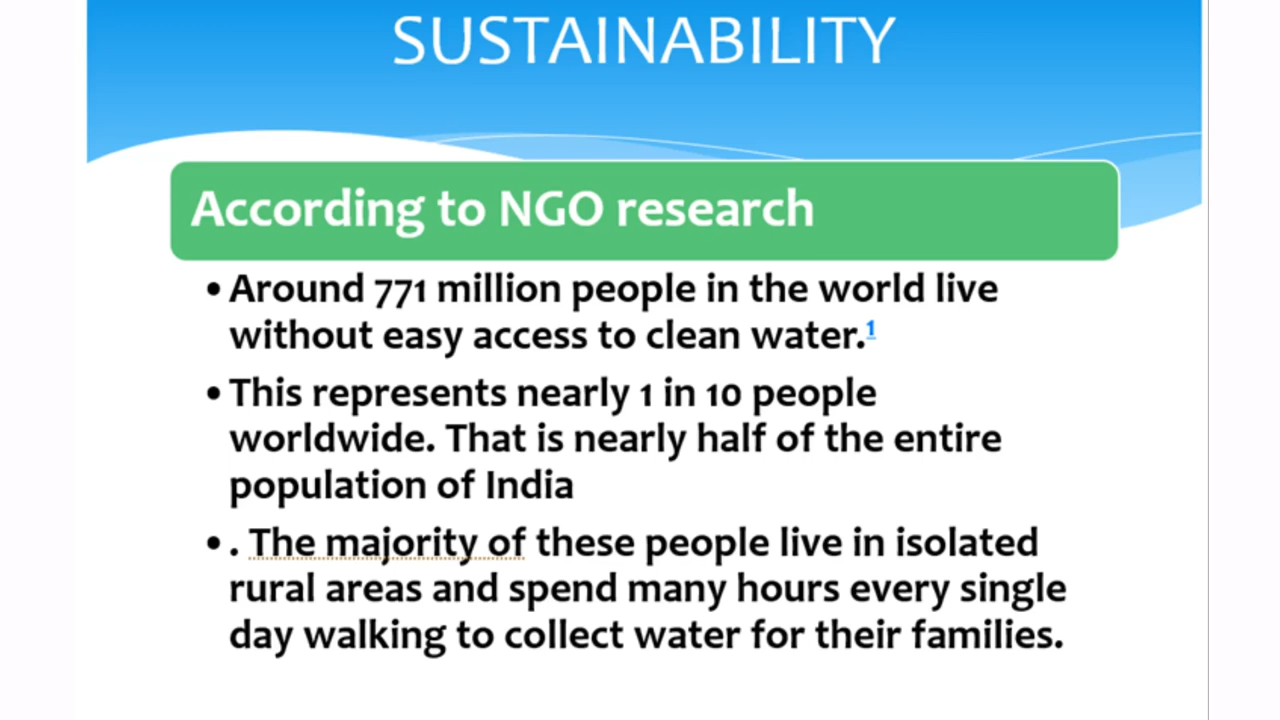 SUSTAINABILITY
According to NGO research
• Around 771 million people in the world live
without easy access to clean water.1
• This represents nearly 1 in 10 people
worldwide. That is nearly half of the entire
population of India
• . The majority of these people live in isolated
rural areas and spend many hours every single
day walking to collect water for their families.